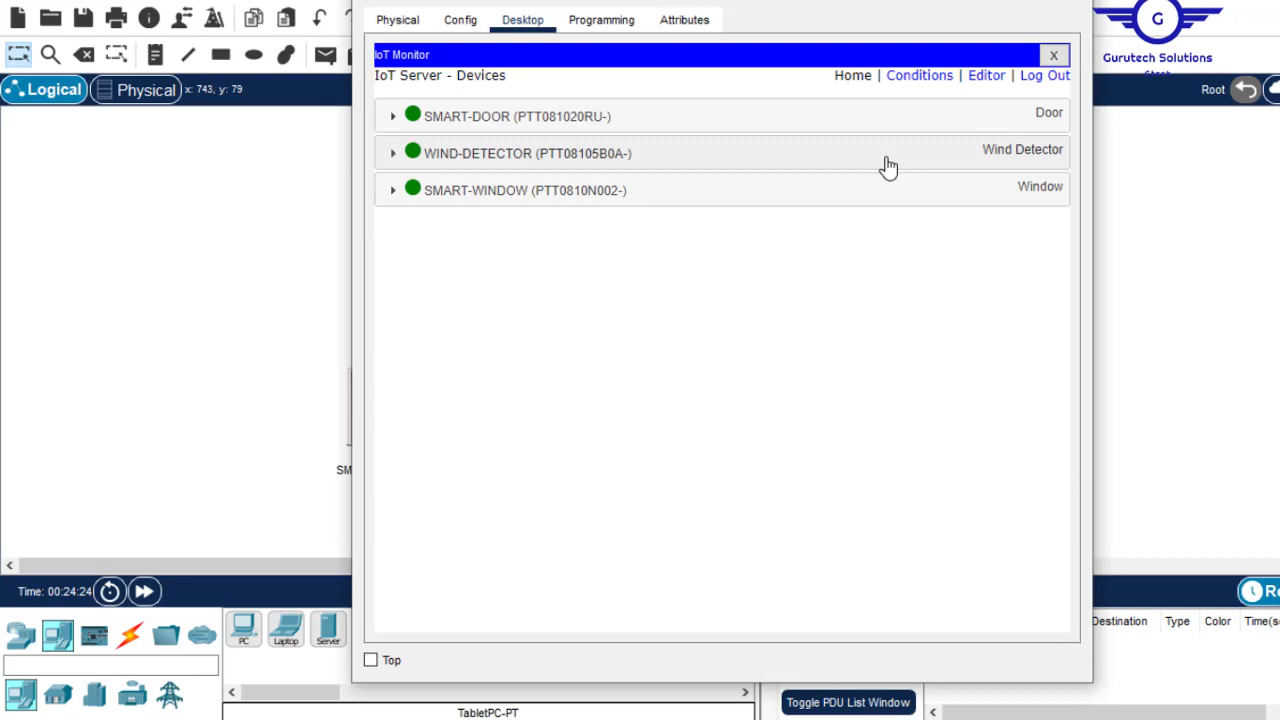 Physical Config Desktop Programming Attributes
G
Gurutech Solutions
IoT Monitor X
IoT Server - Devices Home | Conditions | Editor | Log Out
Logical Physical x: 743, y: 79 Root
SMART-DOOR (PTT081020RU-) Door
WIND-DETECTOR (PTT08105B0A-) Wind Detector
SMART-WINDOW (PTT0810N002-) Window
SM
Time: 00:24:24
Destination Type Color Time(s
PC Laptop Server
Top
Toggle PDU List Window
TabletPC-PT